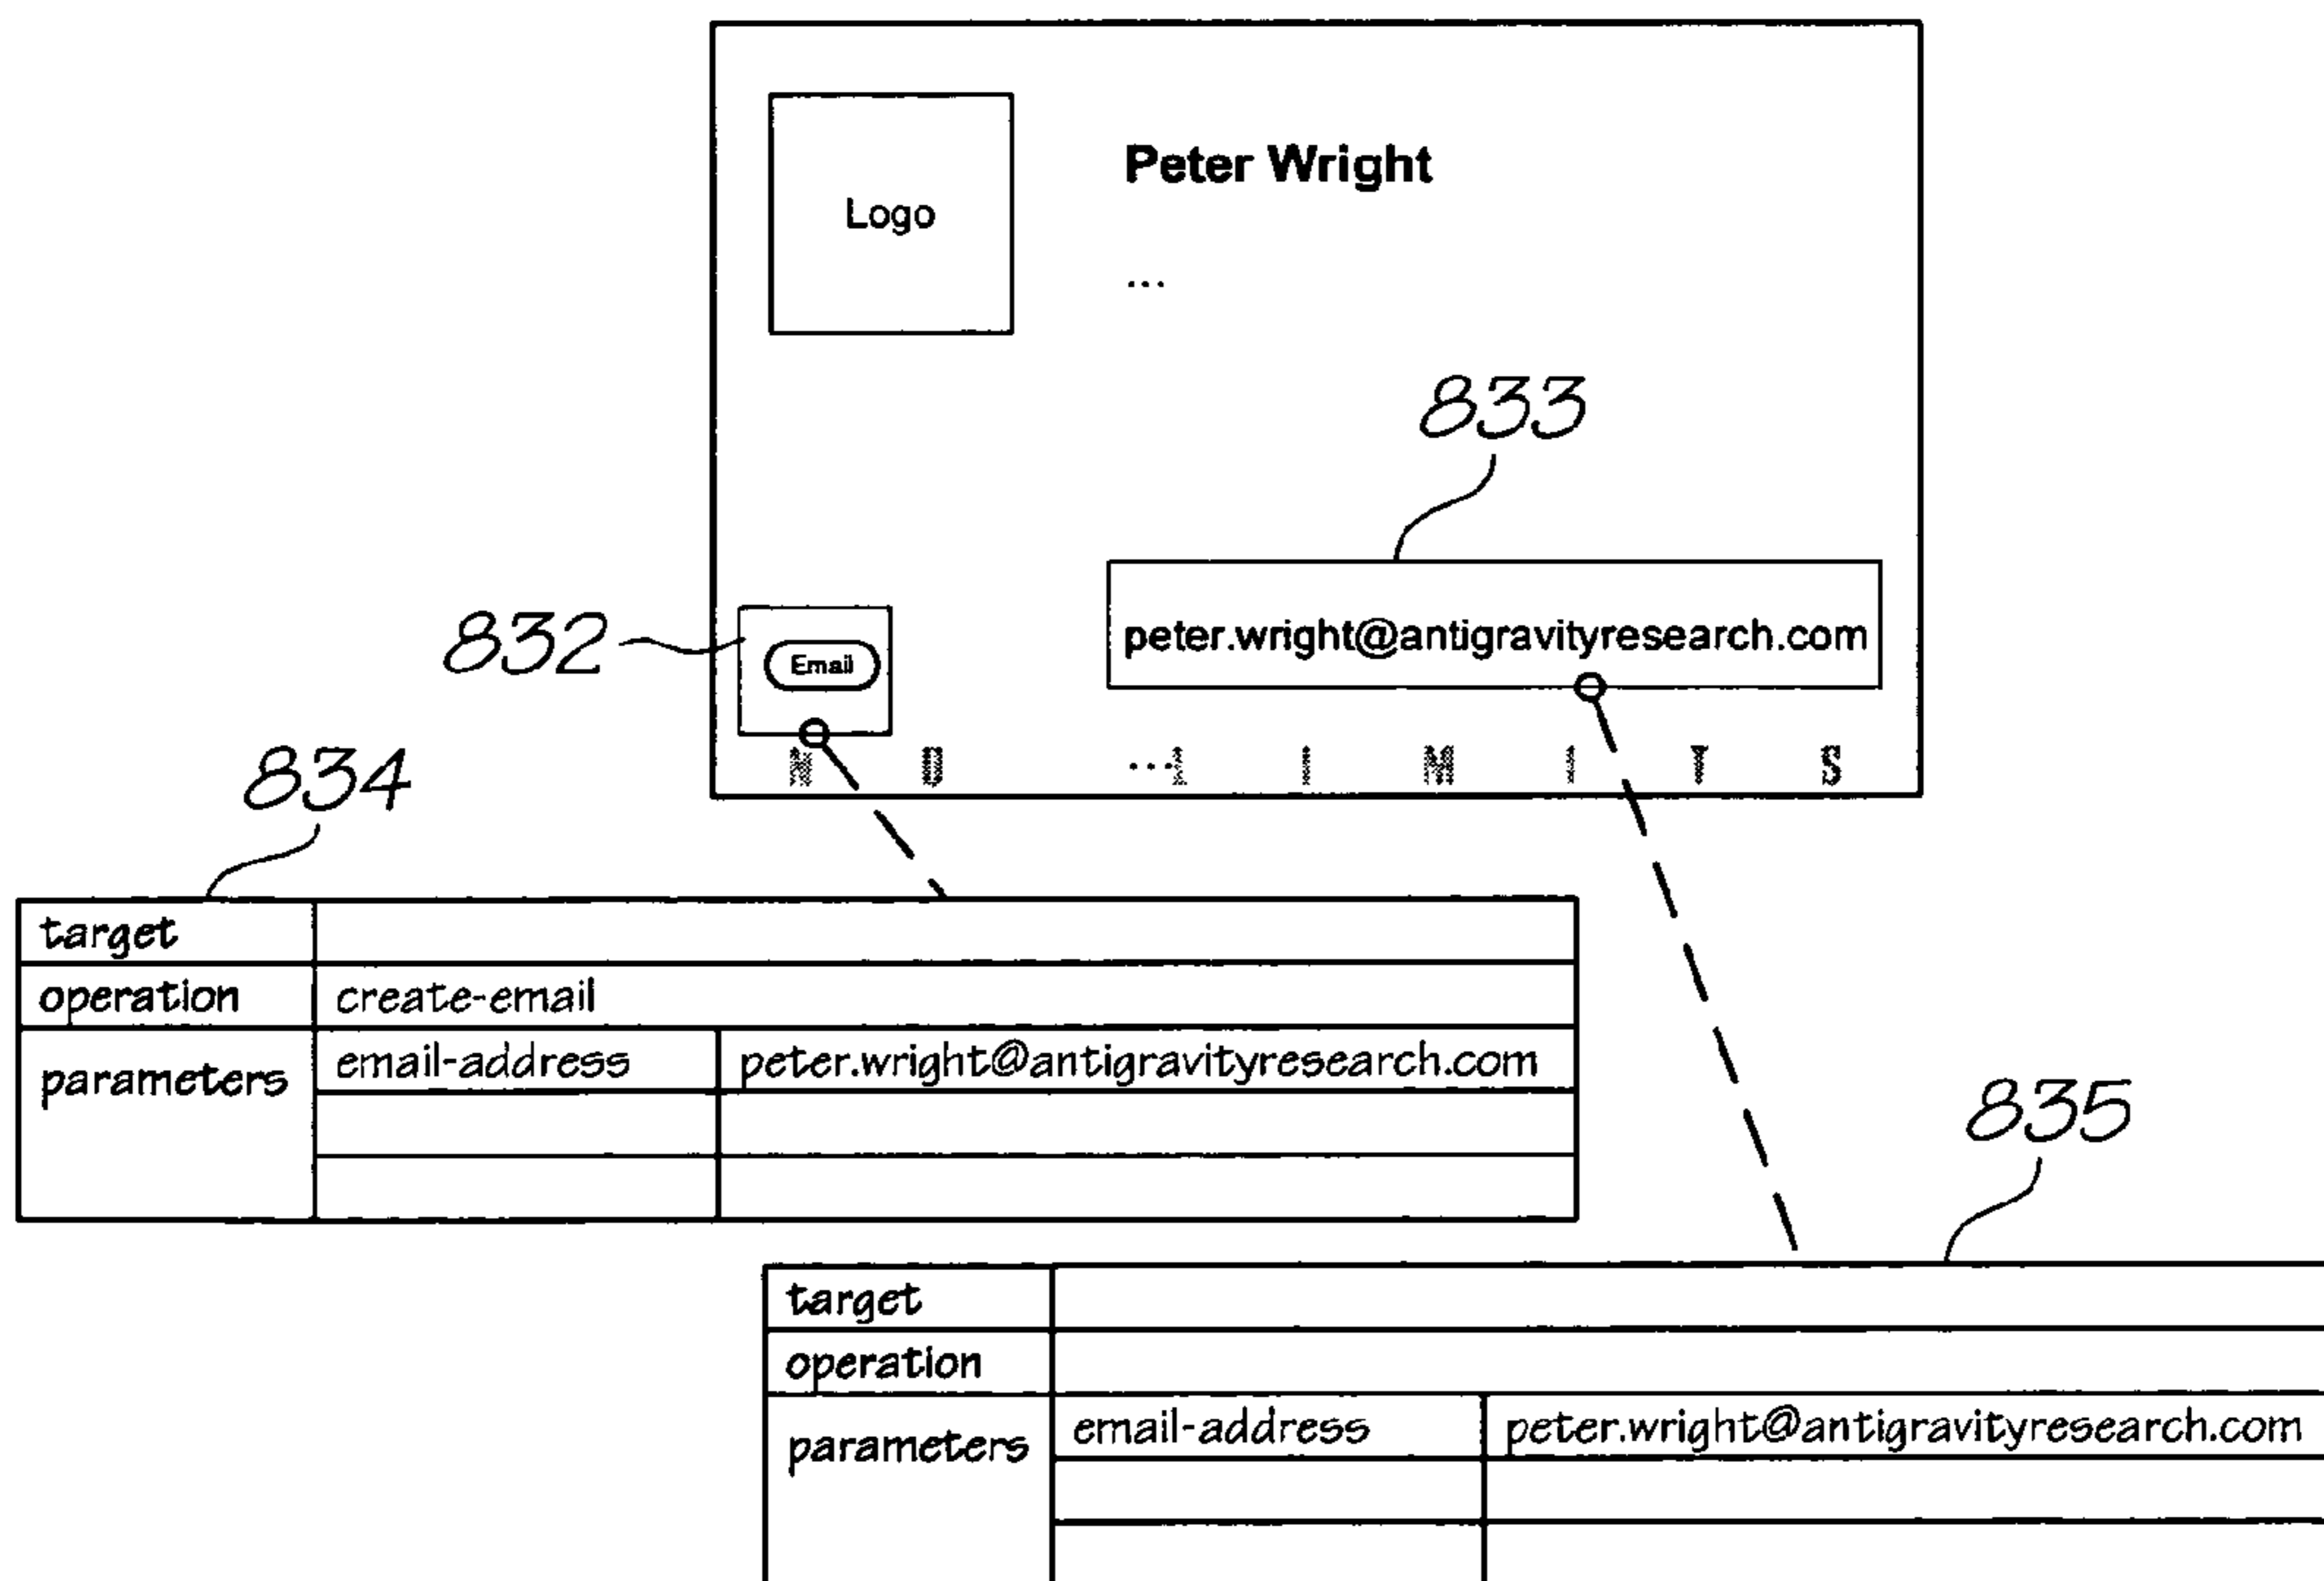 Peter Wright
Logo
...
833
peter.wright@antigravityresearch.com
832
Email
N ... L I M I T S
834
target
operation create-email
parameters email-address peter.wright@antigravityresearch.com
835
target
operation
parameters email-address peter.wright@antigravityresearch.com